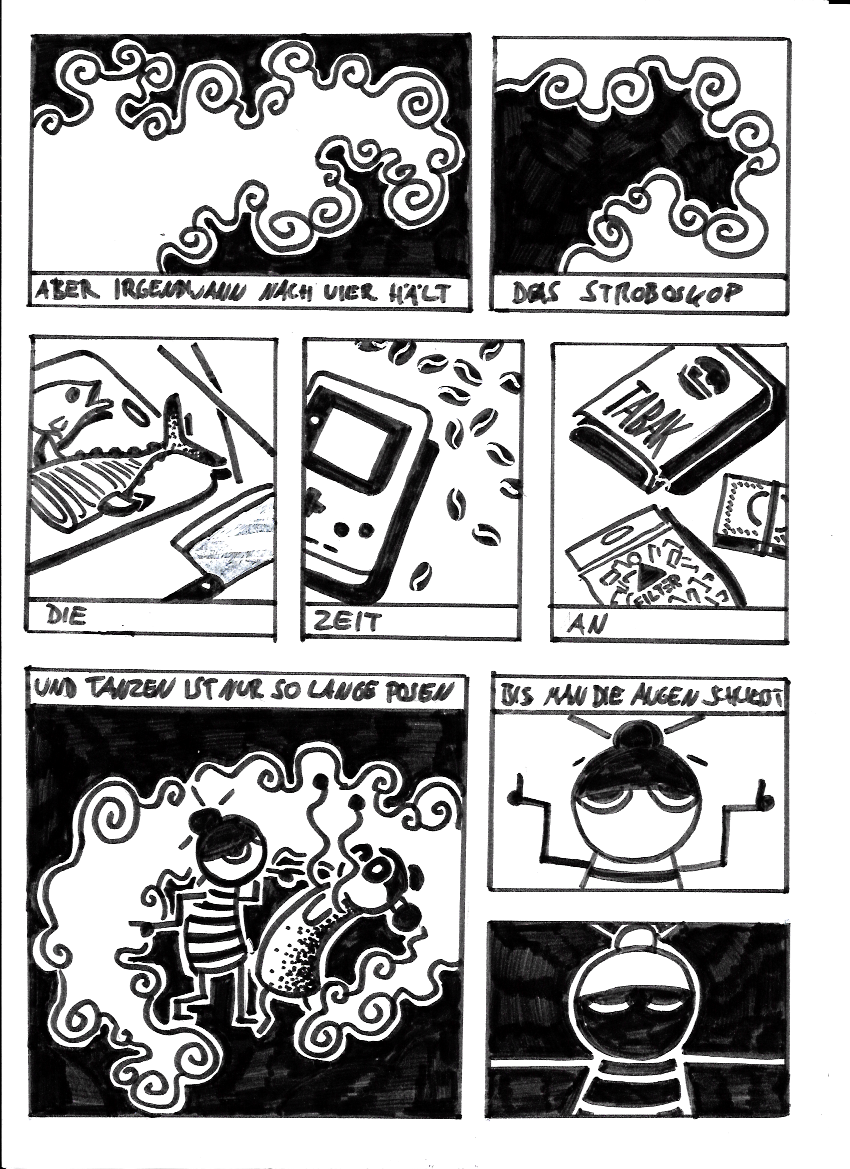 ABER IRGENDWANN NACH VIER HÄLT
DAS STROBOSKOP
DIE
ZEIT
AN
TABAK
FILTER
UND TANZEN IST NUR SO LANGE POSEN
BIS MAN DIE AUGEN SCHLIEßT